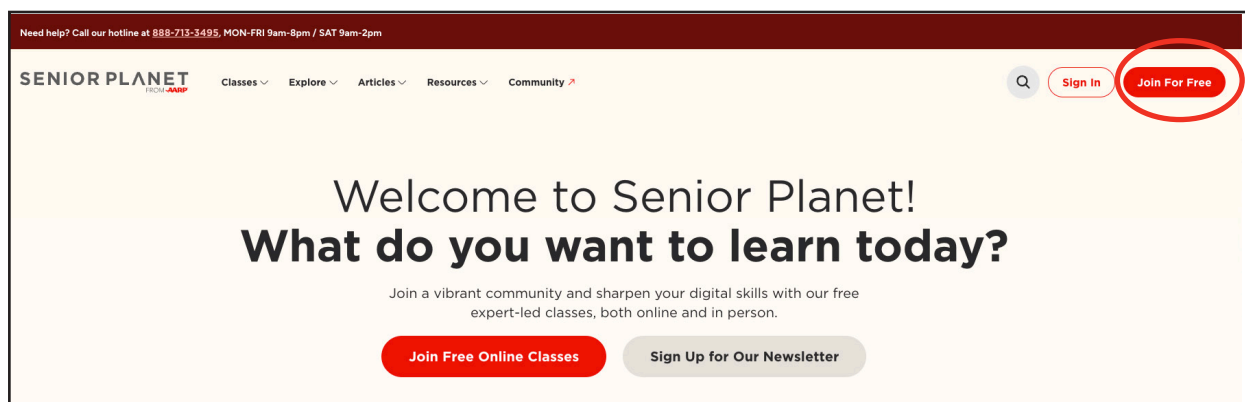 Need help? Call our hotline at 888-713-3495, MON-FRI 9am-8pm / SAT 9am-2pm
SENIOR PLANET
FROM AARP
Classes Explore Articles Resources Community Sign In Join For Free
Welcome to Senior Planet!
What do you want to learn today?
Join a vibrant community and sharpen your digital skills with our free
expert-led classes, both online and in person.
Join Free Online Classes Sign Up for Our Newsletter